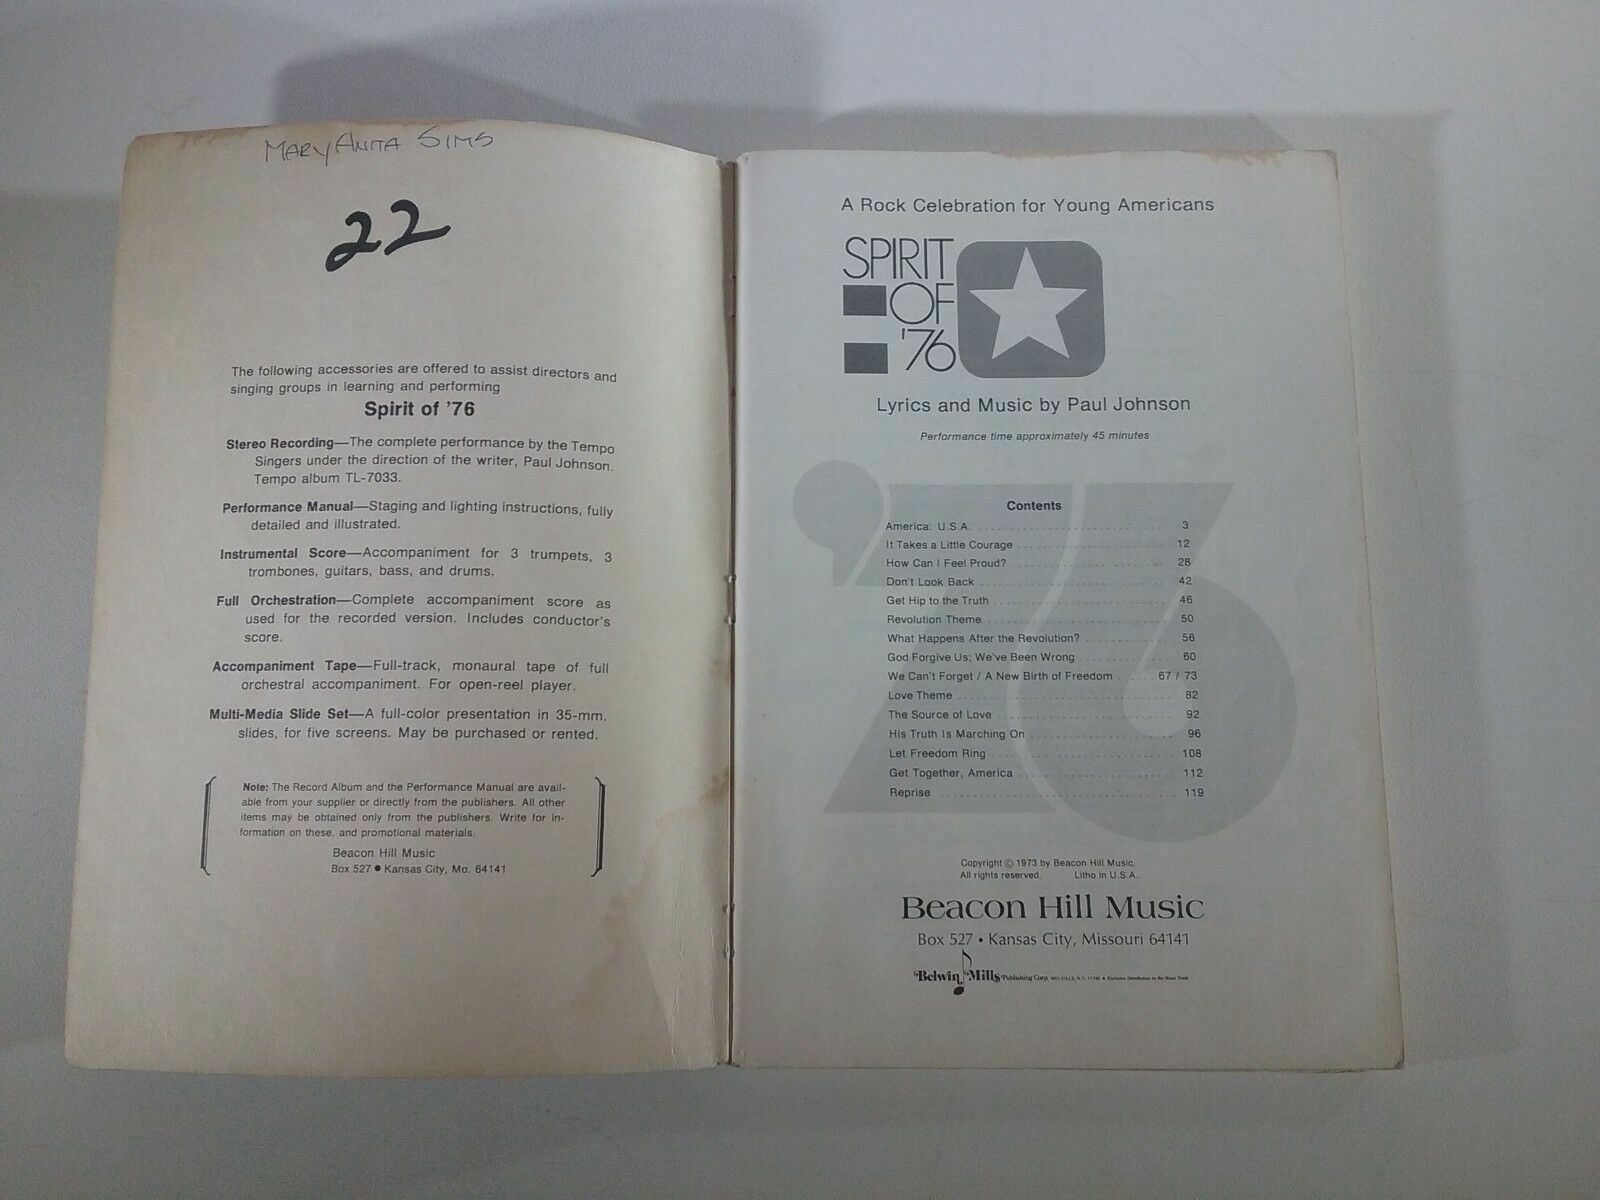 MARY ANITA SIMS
22
The following accessories are offered to assist directors and
singing groups in learning and performing
Spirit of '76
Stereo Recording—The complete performance by the Tempo
Singers under the direction of the writer, Paul Johnson.
Tempo album TL-7033.
Performance Manual—Staging and lighting instructions, fully
detailed and illustrated.
Instrumental Score—Accompaniment for 3 trumpets, 3
trombones, guitars, bass, and drums.
Full Orchestration—Complete accompaniment score as
used for the recorded version. Includes conductor's
score.
Accompaniment Tape—Full-track, monaural tape of full
orchestral accompaniment. For open-reel player.
Multi-Media Slide Set—A full-color presentation in 35-mm.
slides, for five screens. May be purchased or rented.
Note: The Record Album and the Performance Manual are avail-
able from your supplier or directly from the publishers. All other
items may be obtained only from the publishers. Write for in-
formation on these, and promotional materials.
Beacon Hill Music
Box 527 • Kansas City, Mo. 64141
A Rock Celebration for Young Americans
SPIRIT
OF
'76
Lyrics and Music by Paul Johnson
Performance time approximately 45 minutes
'76
Contents
America: U.S.A. 3
It Takes a Little Courage 12
How Can I Feel Proud? 28
Don't Look Back 42
Get Hip to the Truth 46
Revolution Theme 50
What Happens After the Revolution? 56
God Forgive Us; We've Been Wrong 60
We Can't Forget / A New Birth of Freedom 67 / 73
Love Theme 82
The Source of Love 92
His Truth Is Marching On 96
Let Freedom Ring 108
Get Together, America 112
Reprise 119
Copyright © 1973 by Beacon Hill Music.
All rights reserved. Litho in U.S.A.
Beacon Hill Music
Box 527 • Kansas City, Missouri 64141
Belwin Mills Publishing Corp. MELVILLE, N.Y. 11746 • Exclusive Distributors to the Music Trade